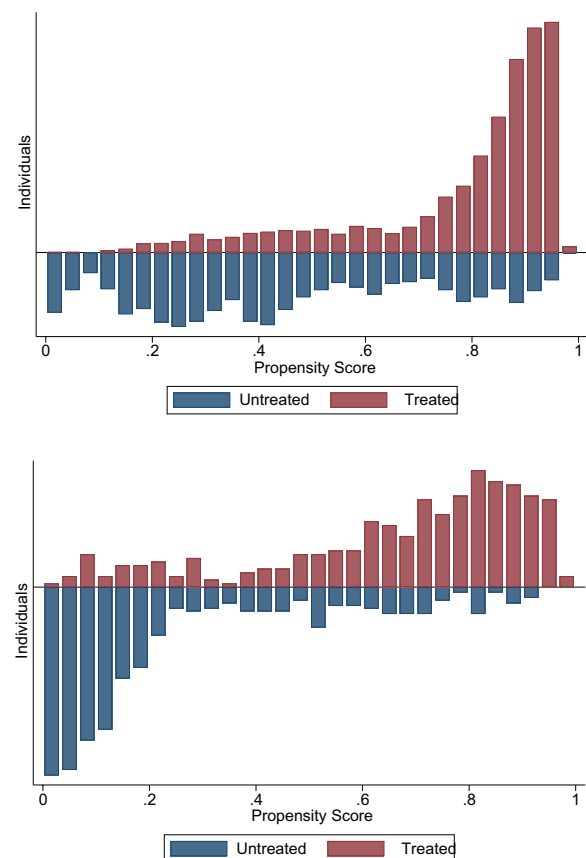 Individuals
0 .2 .4 .6 .8 1
Propensity Score
Untreated Treated
Individuals
0 .2 .4 .6 .8 1
Propensity Score
Untreated Treated